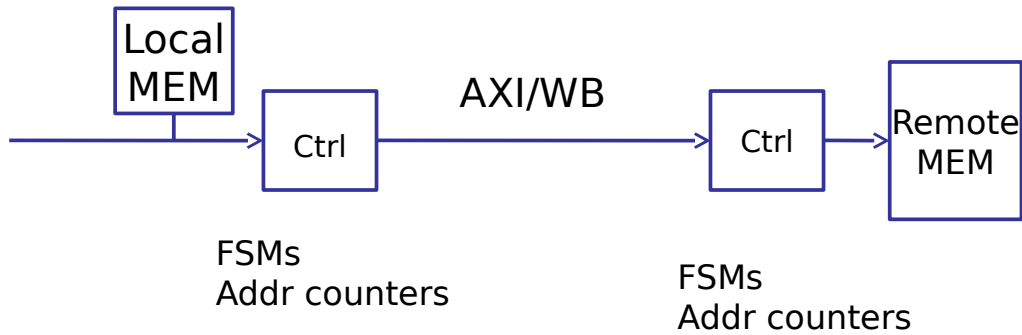 Local
MEM
AXI/WB
Ctrl
Ctrl
Remote
MEM
FSMs
Addr counters
FSMs
Addr counters